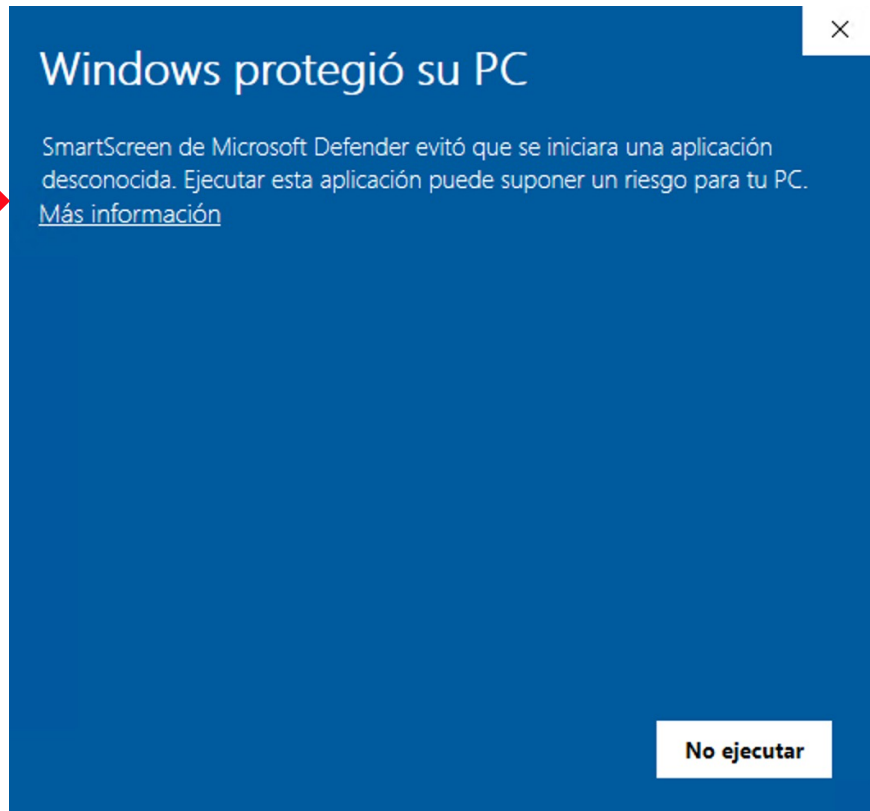 Windows protegió su PC
SmartScreen de Microsoft Defender evitó que se iniciara una aplicación
desconocida. Ejecutar esta aplicación puede suponer un riesgo para tu PC.
Más información
No ejecutar